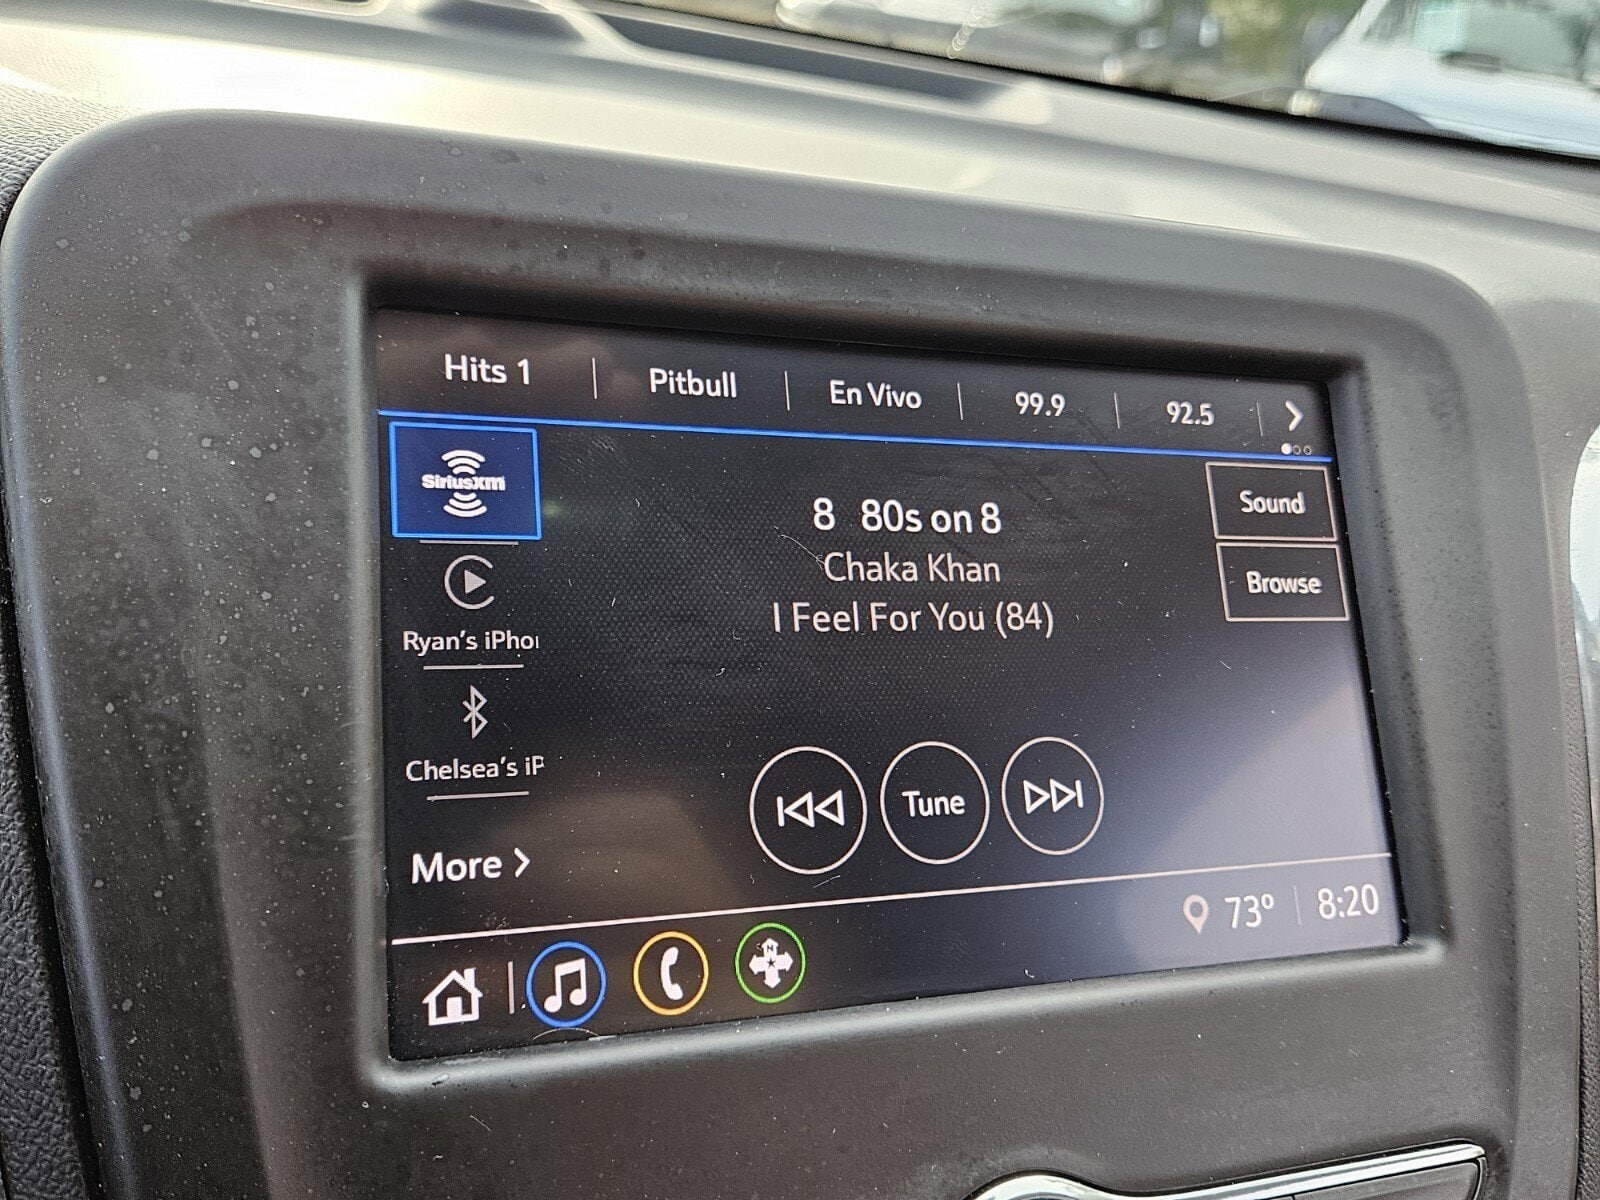 Hits 1
Pitbull
En Vivo
99.9
92.5
SiriusXM
8 80s on 8
Sound
Chaka Khan
Browse
I Feel For You (84)
Ryan's iPho
Chelsea's iP
Tune
More
73° 8:20
N